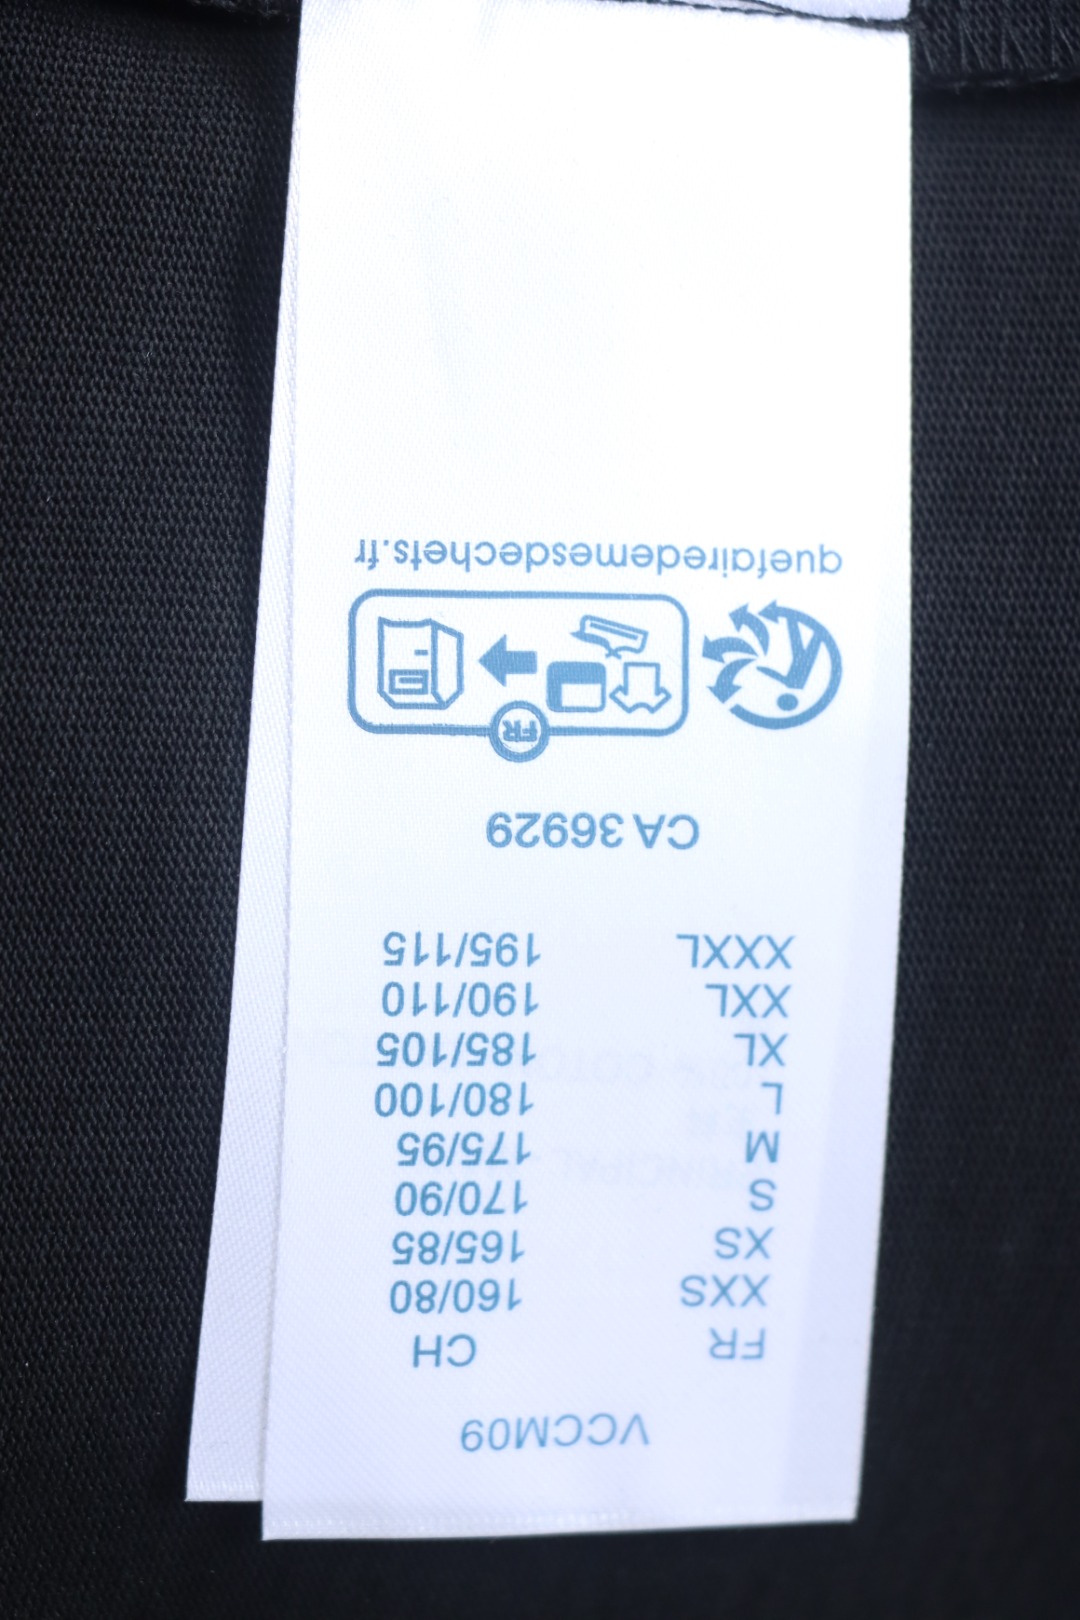 VCCM09
FR CH
XXS 160/80
XS 165/85
S 170/90
M 175/95
L 180/100
XL 185/105
XXL 190/110
XXXL 195/115
CA 36929
FR
quefairedemesdechets.fr